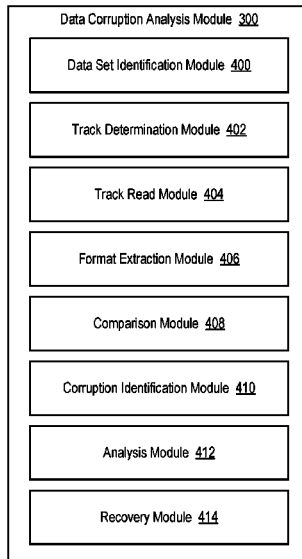 Data Corruption Analysis Module 300
Data Set Identification Module 400
Track Determination Module 402
Track Read Module 404
Format Extraction Module 406
Comparison Module 408
Corruption Identification Module 410
Analysis Module 412
Recovery Module 414